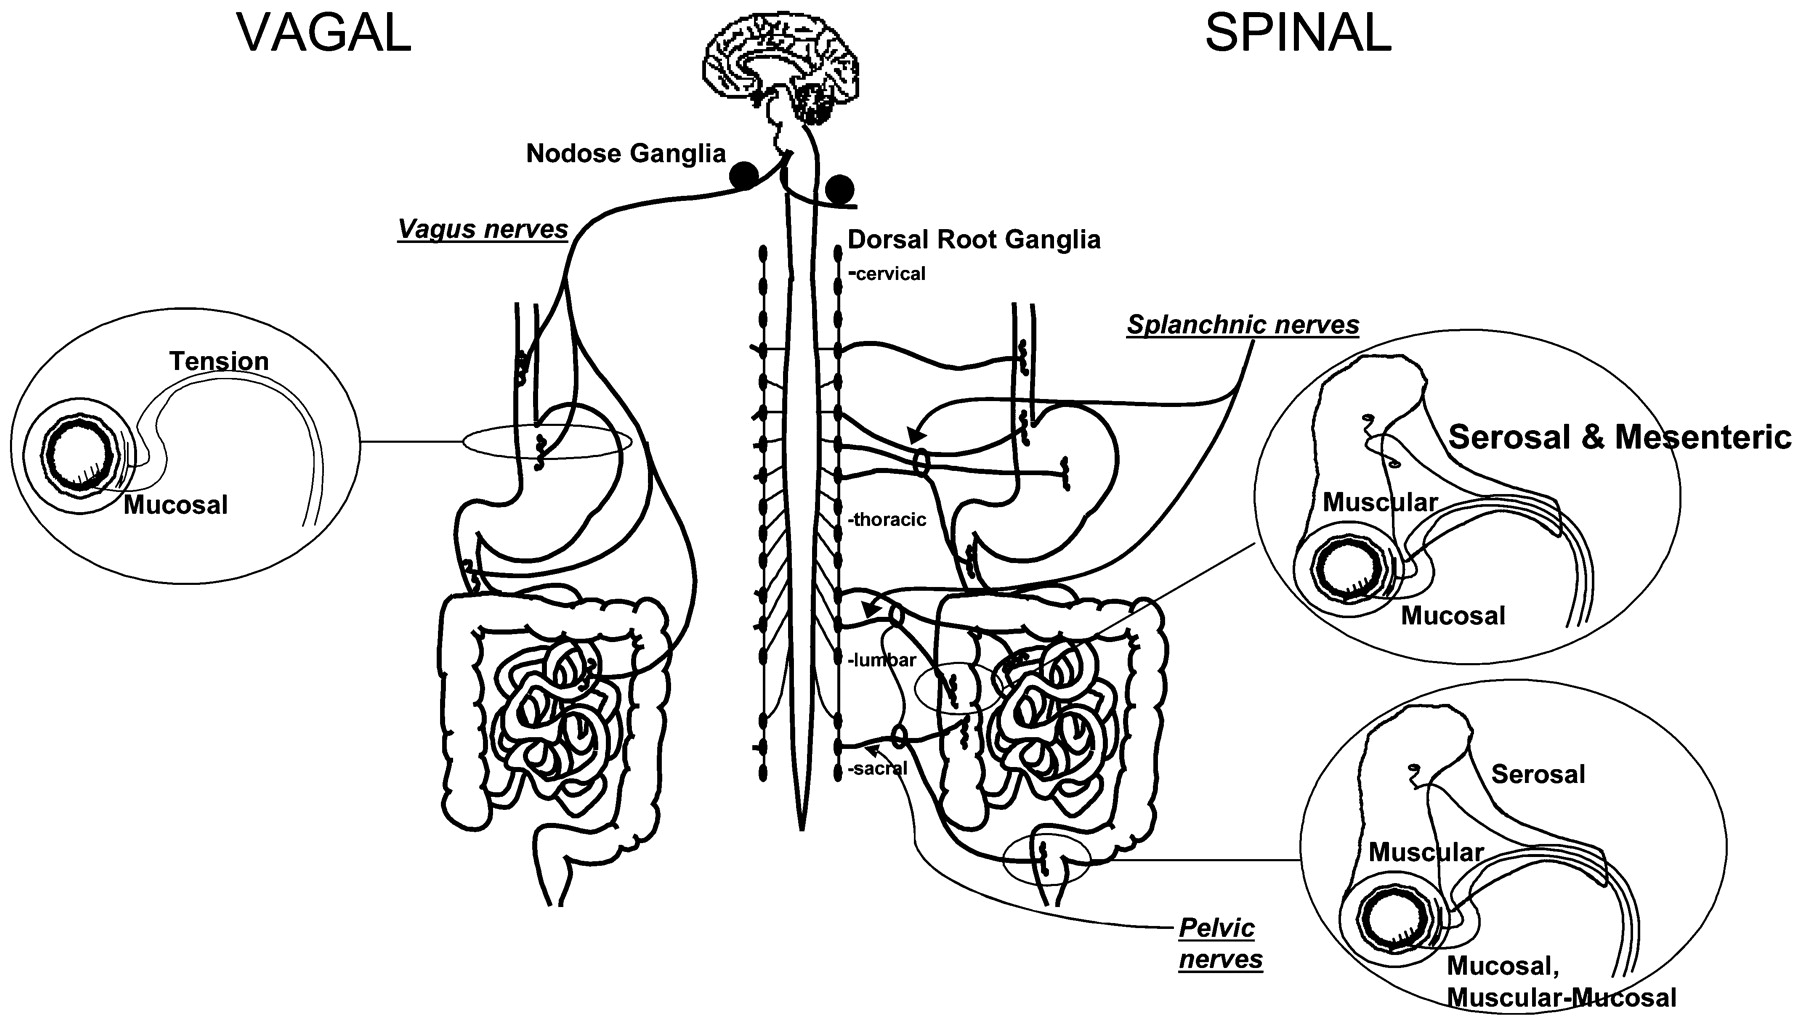 VAGAL
SPINAL
Nodose Ganglia
Vagus nerves
Dorsal Root Ganglia
-cervical
Splanchnic nerves
Tension
Mucosal
Serosal & Mesenteric
Muscular
Mucosal
-thoracic
-lumbar
-sacral
Serosal
Muscular
Mucosal,
Muscular-Mucosal
Pelvic
nerves